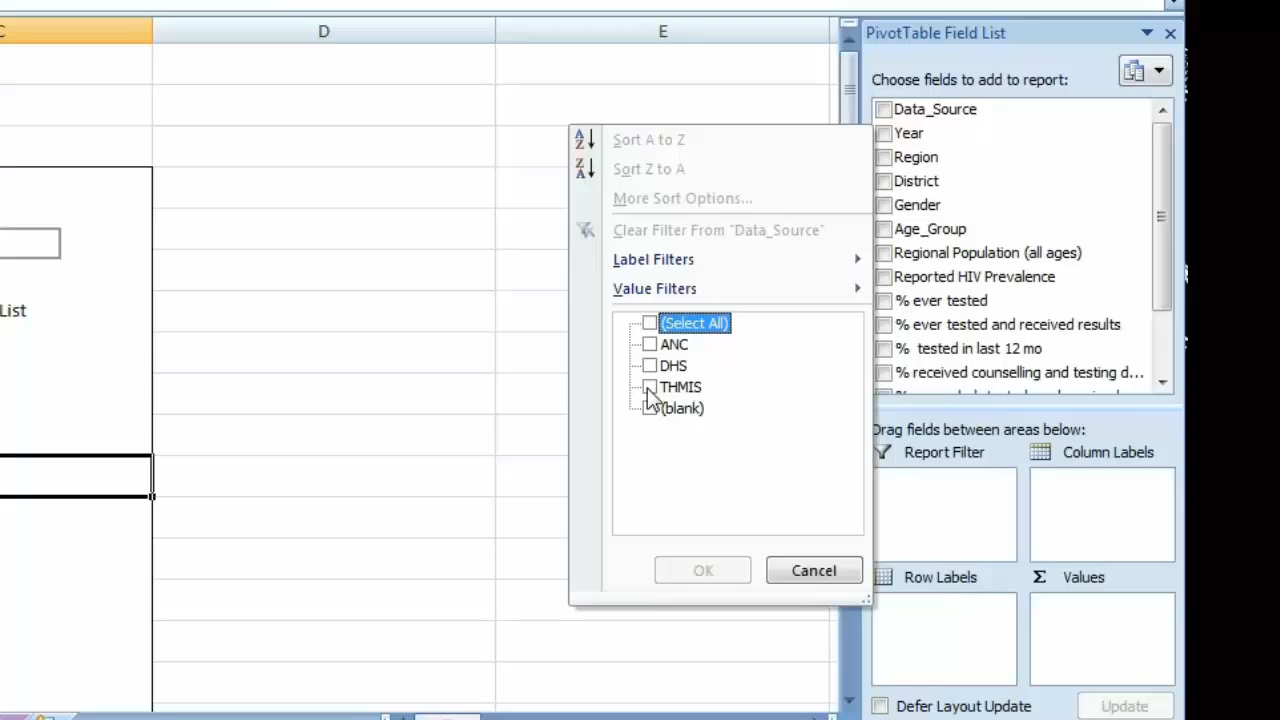 C
D
E
List
Sort A to Z
Sort Z to A
More Sort Options...
Clear Filter From "Data_Source"
Label Filters
Value Filters
(Select All)
ANC
DHS
THMIS
(blank)
OK
Cancel
PivotTable Field List
Choose fields to add to report:
Data_Source
Year
Region
District
Gender
Age_Group
Regional Population (all ages)
Reported HIV Prevalence
% ever tested
% ever tested and received results
% tested in last 12 mo
% received counselling and testing d...
Drag fields between areas below:
Report Filter
Column Labels
Row Labels
Σ Values
Defer Layout Update
Update